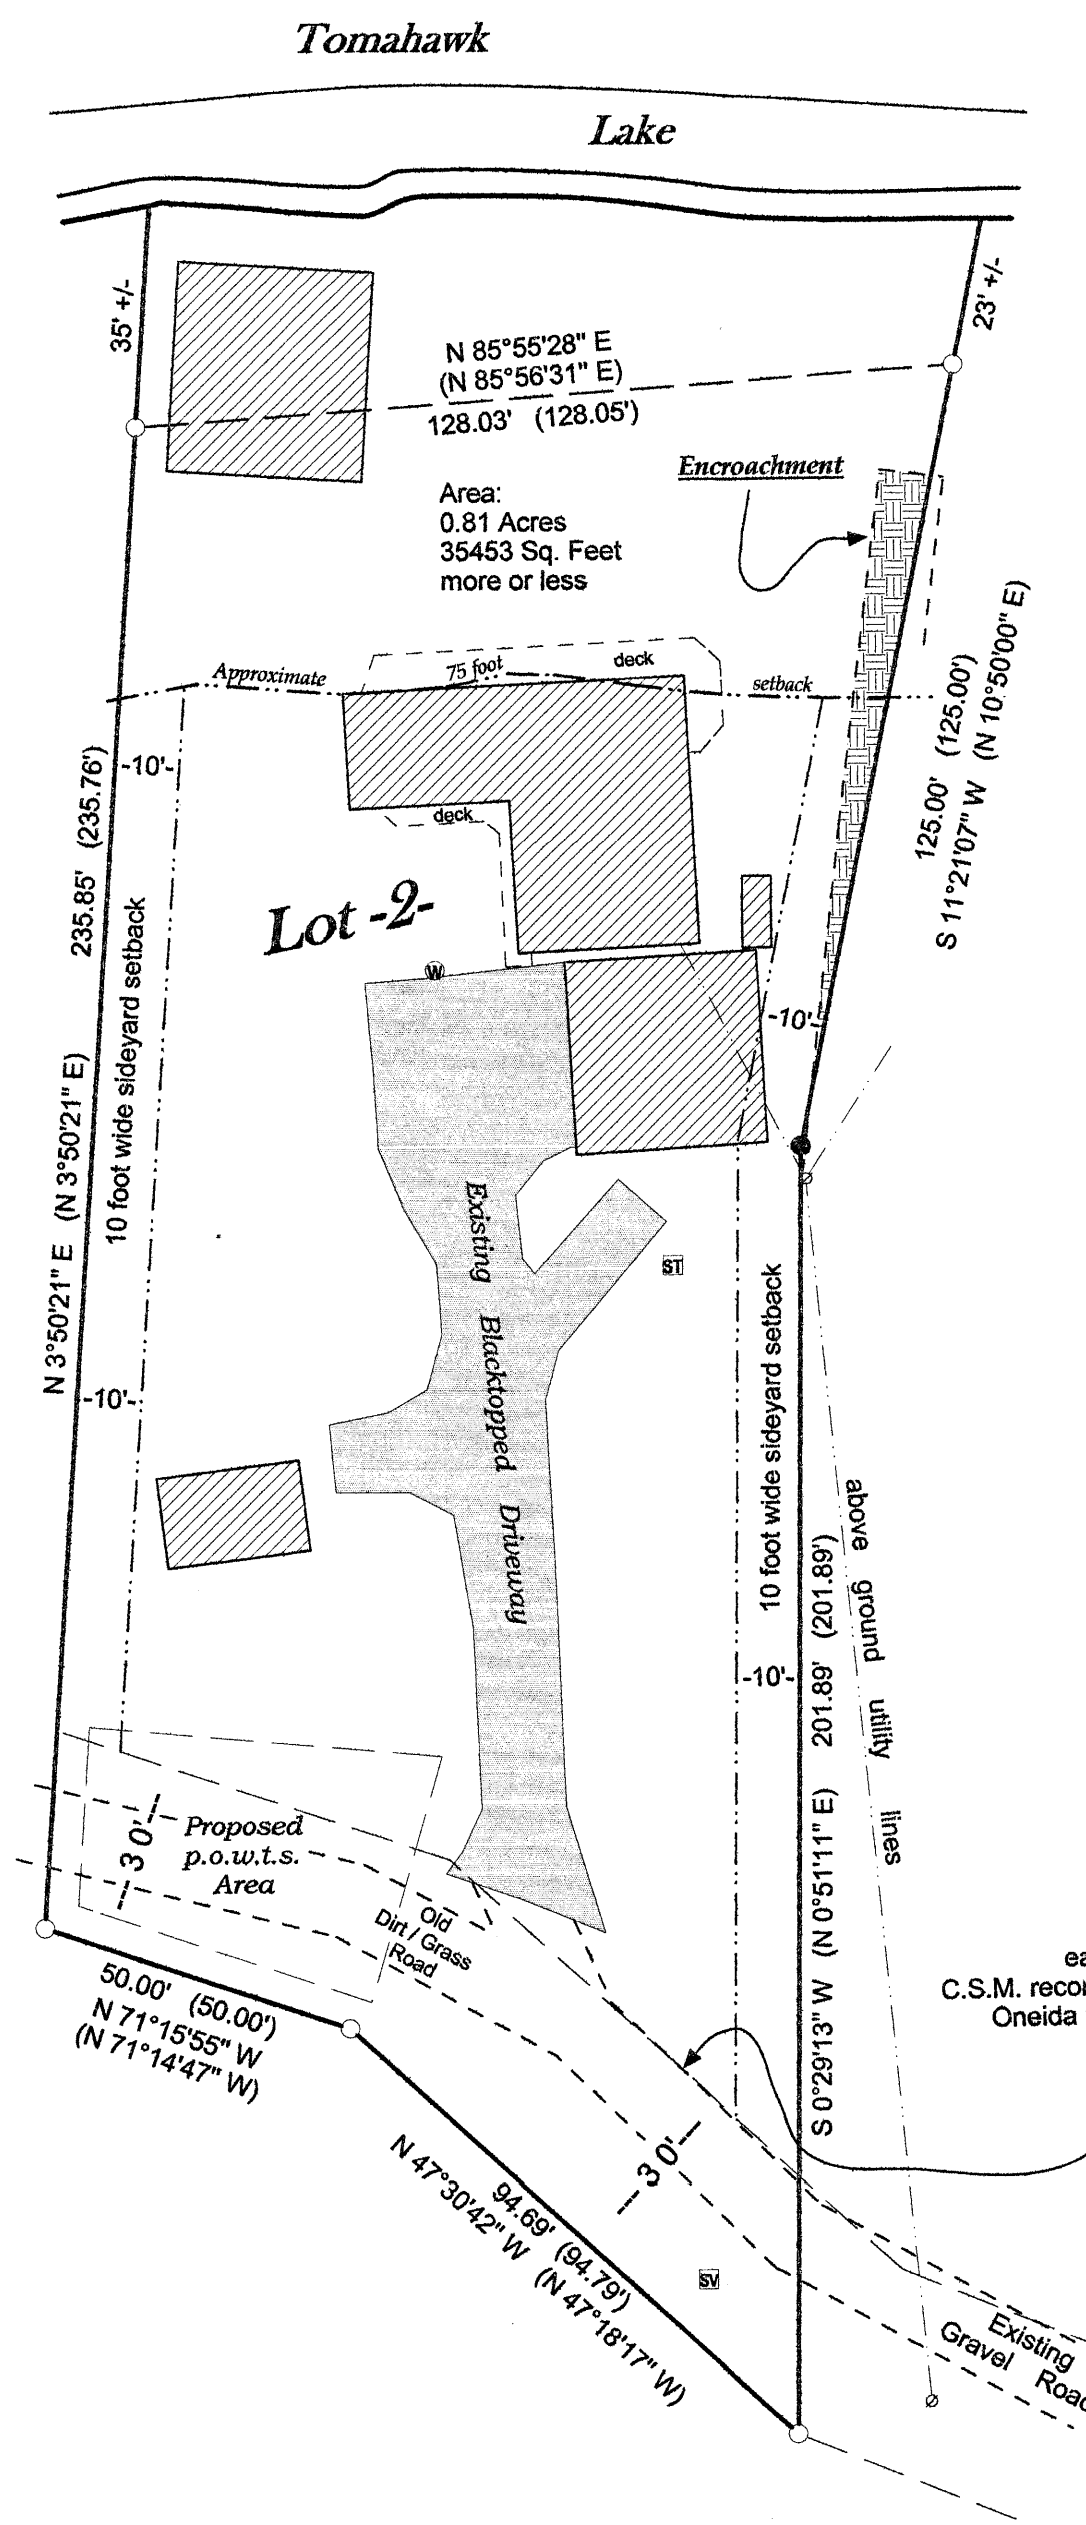 Tomahawk
Lake
35' +/-
23' +/-
N 85°55'28" E
(N 85°56'31" E)
128.03' (128.05')
Encroachment
Area:
0.81 Acres
35453 Sq. Feet
more or less
125.00' (125.00')
S 11°21'07" W (N 10°50'00" E)
Approximate
75 foot
deck
setback
-10'-
deck
Lot -2-
W
-10'-
N 3°50'21" E (N 3°50'21" E) 235.85' (235.76')
10 foot wide sideyard setback
Existing Blacktopped Driveway
ST
10 foot wide sideyard setback
-10'-
above ground utility lines
-10'-
S 0°29'13" W (N 0°51'11" E) 201.89' (201.89')
30'
Proposed
p.o.w.t.s.
Area
Old
Dirt / Grass
Road
50.00' (50.00')
N 71°15'55" W
(N 71°14'47" W)
ea
C.S.M. recor
Oneida
30'
94.69' (94.79')
N 47°30'42" W (N 47°18'17" W)
SV
Existing
Gravel Roa